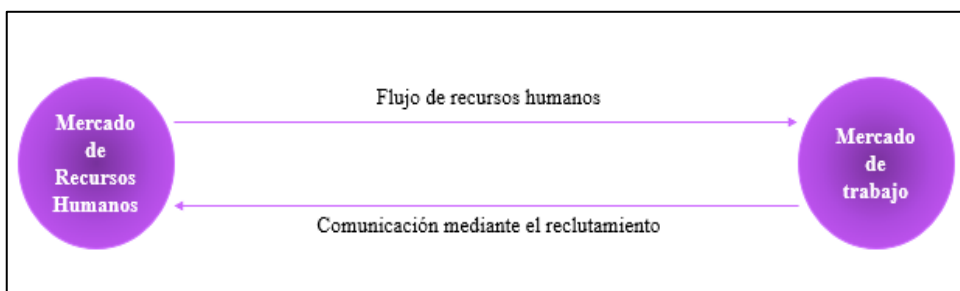 Flujo de recursos humanos
Mercado
de
Recursos
Humanos
Mercado
de
trabajo
Comunicación mediante el reclutamiento